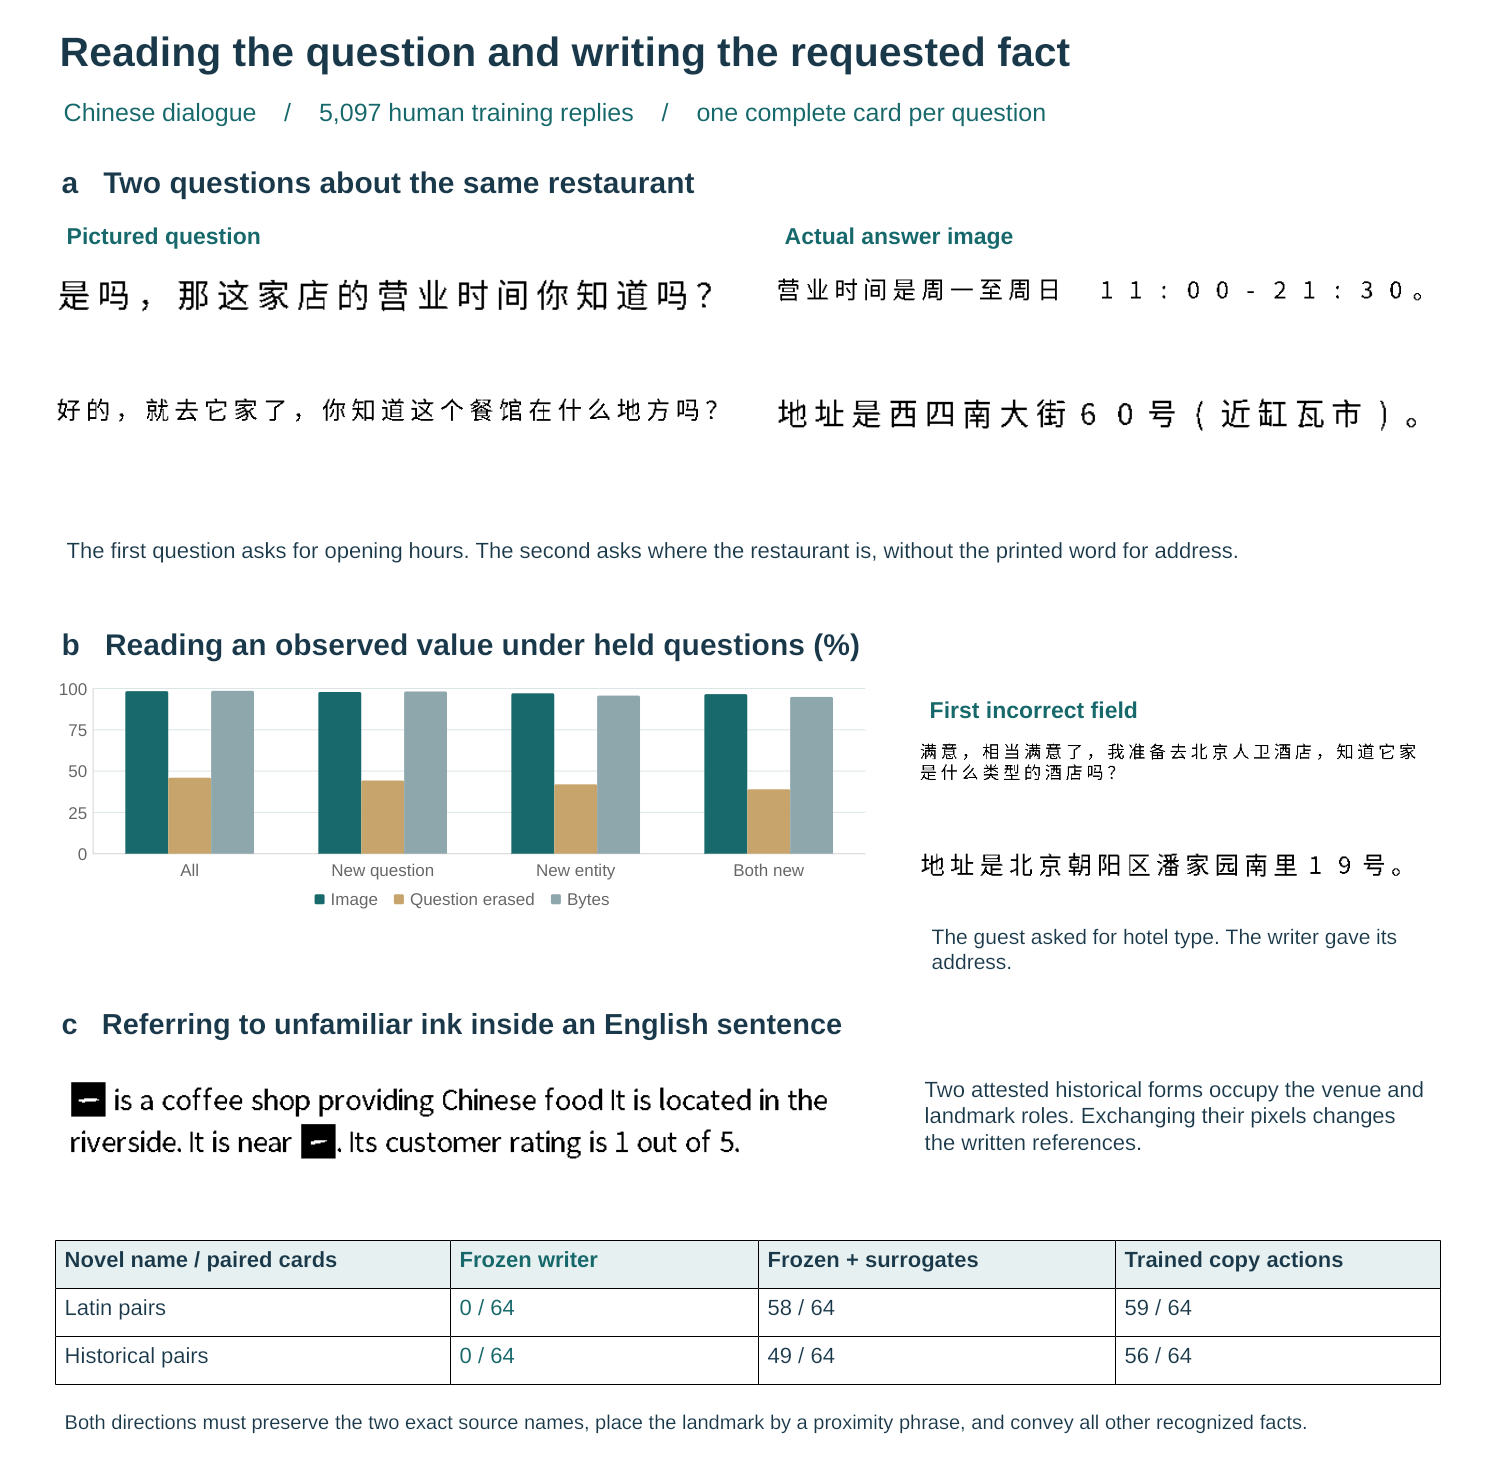 Reading the question and writing the requested fact
Chinese dialogue / 5,097 human training replies / one complete card per question
a Two questions about the same restaurant
Pictured question
Actual answer image
是吗，那这家店的营业时间你知道吗？
营业时间是周一至周日 11:00-21:30。
好的，就去它家了，你知道这个餐馆在什么地方吗？
地址是西四南大街60号(近缸瓦市)。
The first question asks for opening hours. The second asks where the restaurant is, without the printed word for address.
b Reading an observed value under held questions (%)
100
75
50
25
0
All
New question
New entity
Both new
Image
Question erased
Bytes
First incorrect field
满意，相当满意了，我准备去北京人卫酒店，知道它家
是什么类型的酒店吗？
地址是北京朝阳区潘家园南里19号。
The guest asked for hotel type. The writer gave its
address.
c Referring to unfamiliar ink inside an English sentence
is a coffee shop providing Chinese food It is located in the
riverside. It is near . Its customer rating is 1 out of 5.
Two attested historical forms occupy the venue and
landmark roles. Exchanging their pixels changes
the written references.
Novel name / paired cards
Frozen writer
Frozen + surrogates
Trained copy actions
Latin pairs
0 / 64
58 / 64
59 / 64
Historical pairs
0 / 64
49 / 64
56 / 64
Both directions must preserve the two exact source names, place the landmark by a proximity phrase, and convey all other recognized facts.